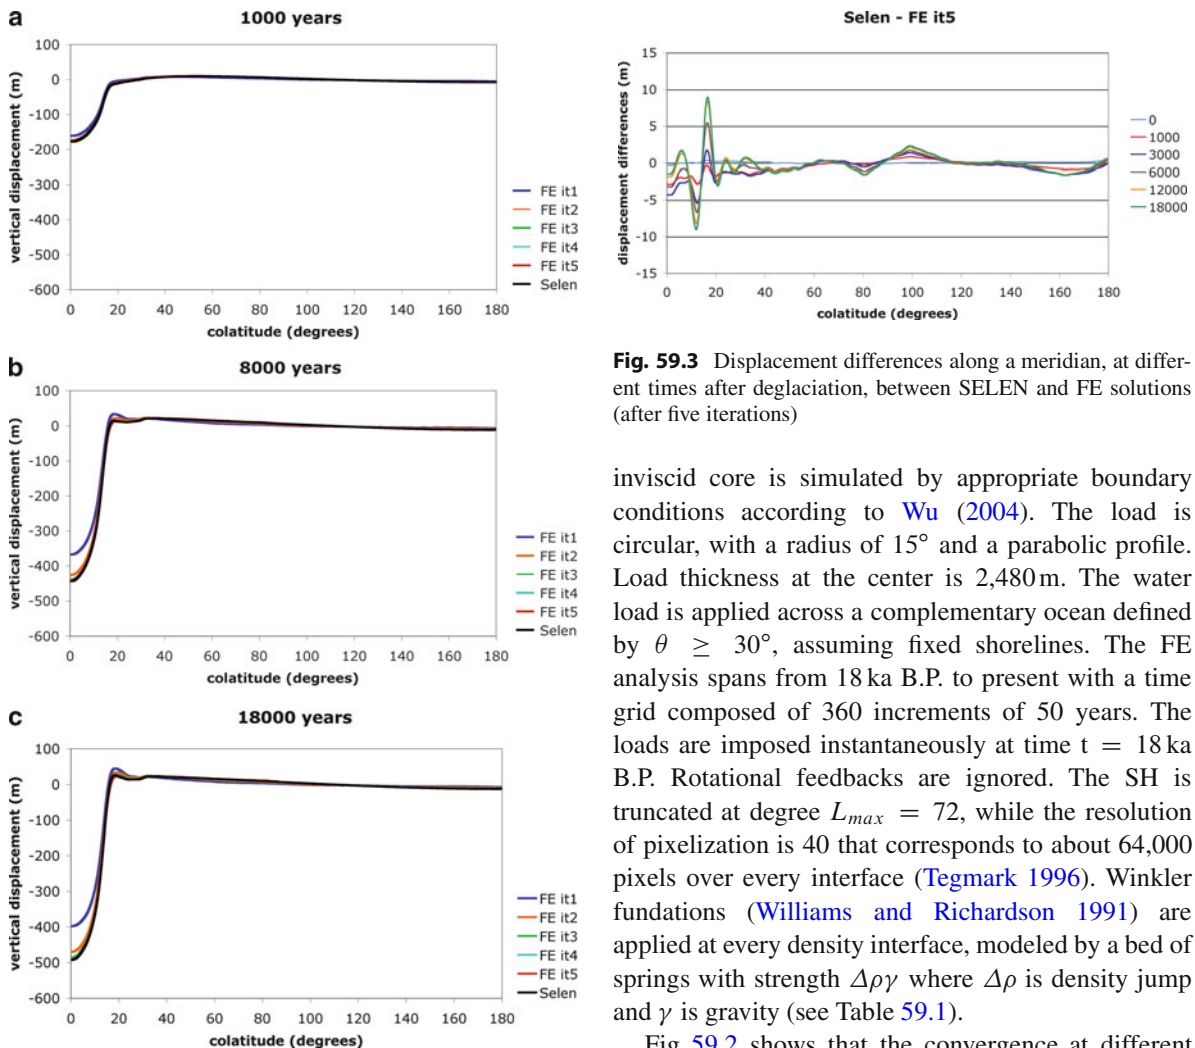 a
1000 years
100
0
-100
-200
-300
-400
-500
-600
vertical displacement (m)
0 20 40 60 80 100 120 140 160 180
colatitude (degrees)
FE it1
FE it2
FE it3
FE it4
FE it5
Selen
b
8000 years
100
0
-100
-200
-300
-400
-500
-600
vertical displacement (m)
0 20 40 60 80 100 120 140 160 180
colatitude (degrees)
FE it1
FE it2
FE it3
FE it4
FE it5
Selen
c
18000 years
100
0
-100
-200
-300
-400
-500
-600
vertical displacement (m)
0 20 40 60 80 100 120 140 160 180
colatitude (degrees)
FE it1
FE it2
FE it3
FE it4
FE it5
Selen
Selen - FE it5
15
10
5
0
-5
-10
-15
displacement differences (m)
0 20 40 60 80 100 120 140 160 180
colatitude (degrees)
0
1000
3000
6000
12000
18000
Fig. 59.3 Displacement differences along a meridian, at differ-
ent times after deglaciation, between SELEN and FE solutions
(after five iterations)
inviscid core is simulated by appropriate boundary
conditions according to Wu (2004). The load is
circular, with a radius of 15° and a parabolic profile.
Load thickness at the center is 2,480 m. The water
load is applied across a complementary ocean defined
by θ ≥ 30°, assuming fixed shorelines. The FE
analysis spans from 18 ka B.P. to present with a time
grid composed of 360 increments of 50 years. The
loads are imposed instantaneously at time t = 18 ka
B.P. Rotational feedbacks are ignored. The SH is
truncated at degree Lmax = 72, while the resolution
of pixelization is 40 that corresponds to about 64,000
pixels over every interface (Tegmark 1996). Winkler
fundations (Williams and Richardson 1991) are
applied at every density interface, modeled by a bed of
springs with strength Δργ where Δρ is density jump
and γ is gravity (see Table 59.1).
Fig 59.2 shows that the convergence at different